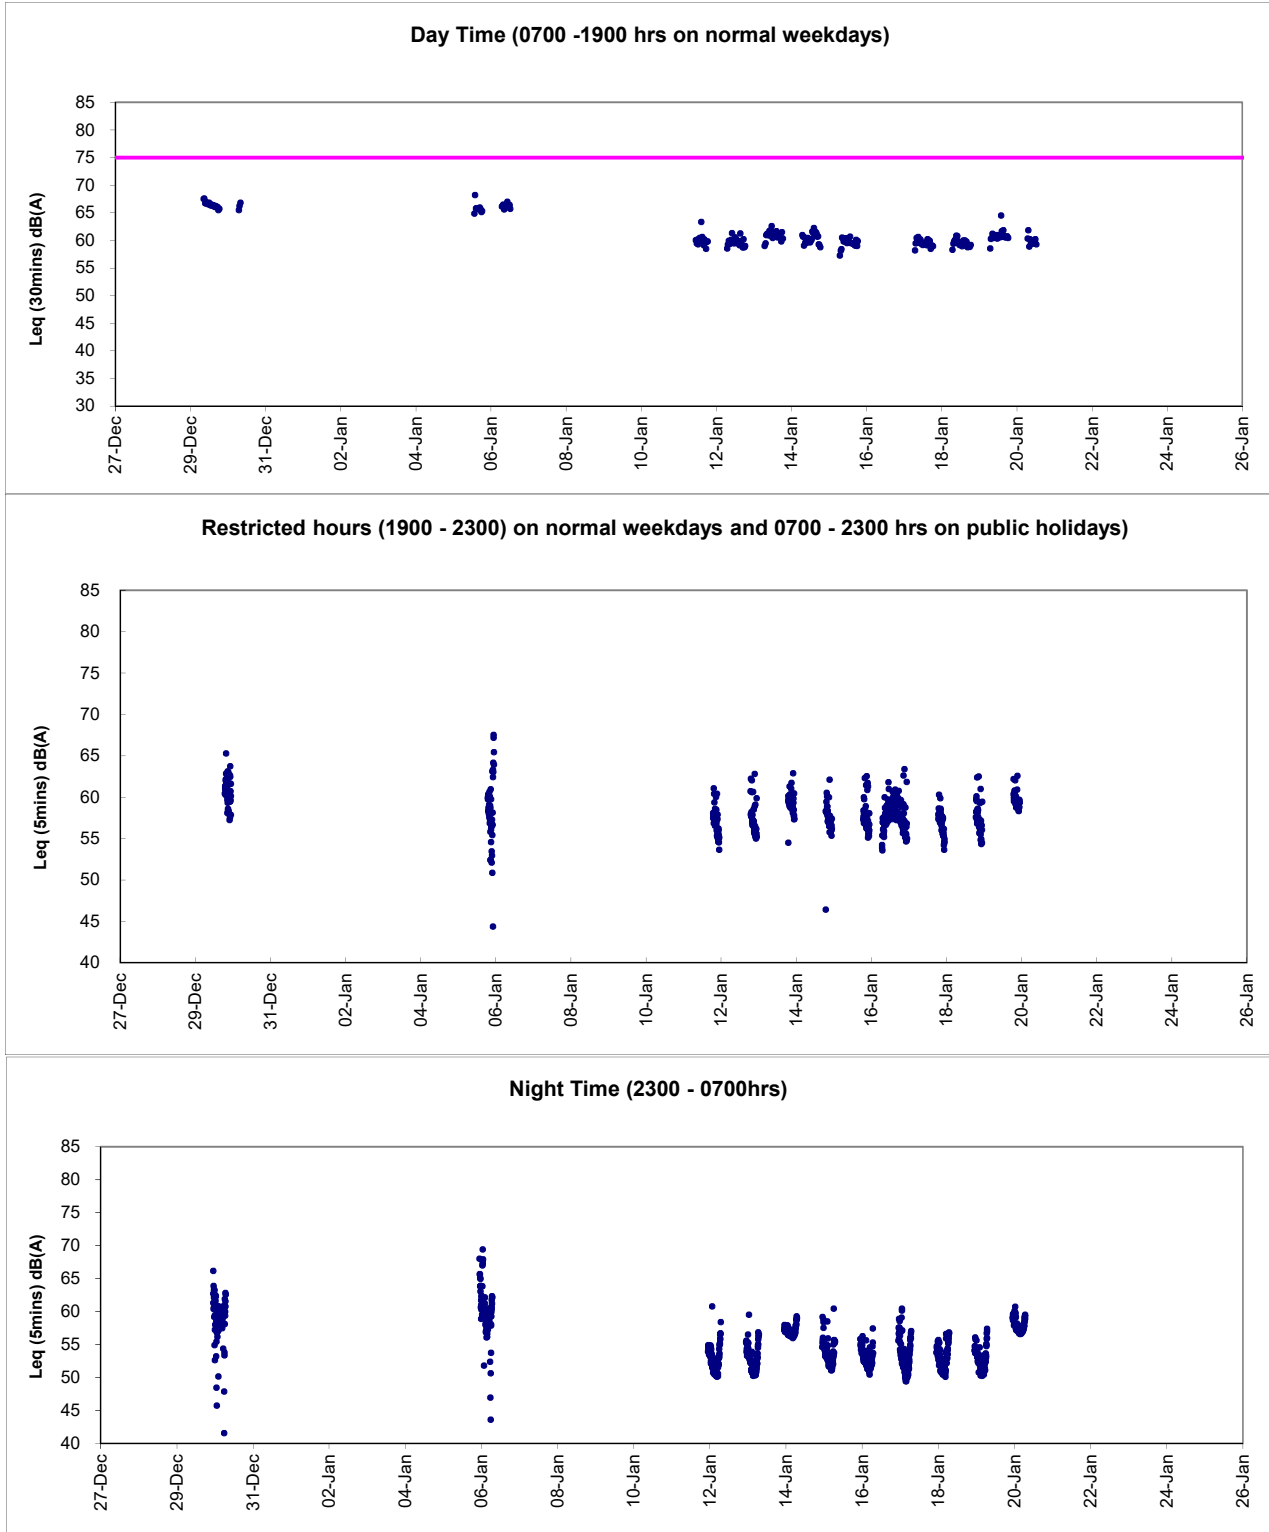 Day Time (0700 -1900 hrs on normal weekdays)
Leq (30mins) dB(A)
85
80
75
70
65
60
55
50
45
40
35
30
27-Dec
29-Dec
31-Dec
02-Jan
04-Jan
06-Jan
08-Jan
10-Jan
12-Jan
14-Jan
16-Jan
18-Jan
20-Jan
22-Jan
24-Jan
26-Jan
Restricted hours (1900 - 2300) on normal weekdays and 0700 - 2300 hrs on public holidays)
Leq (5mins) dB(A)
85
80
75
70
65
60
55
50
45
40
27-Dec
29-Dec
31-Dec
02-Jan
04-Jan
06-Jan
08-Jan
10-Jan
12-Jan
14-Jan
16-Jan
18-Jan
20-Jan
22-Jan
24-Jan
26-Jan
Night Time (2300 - 0700hrs)
Leq (5mins) dB(A)
85
80
75
70
65
60
55
50
45
40
27-Dec
29-Dec
31-Dec
02-Jan
04-Jan
06-Jan
08-Jan
10-Jan
12-Jan
14-Jan
16-Jan
18-Jan
20-Jan
22-Jan
24-Jan
26-Jan